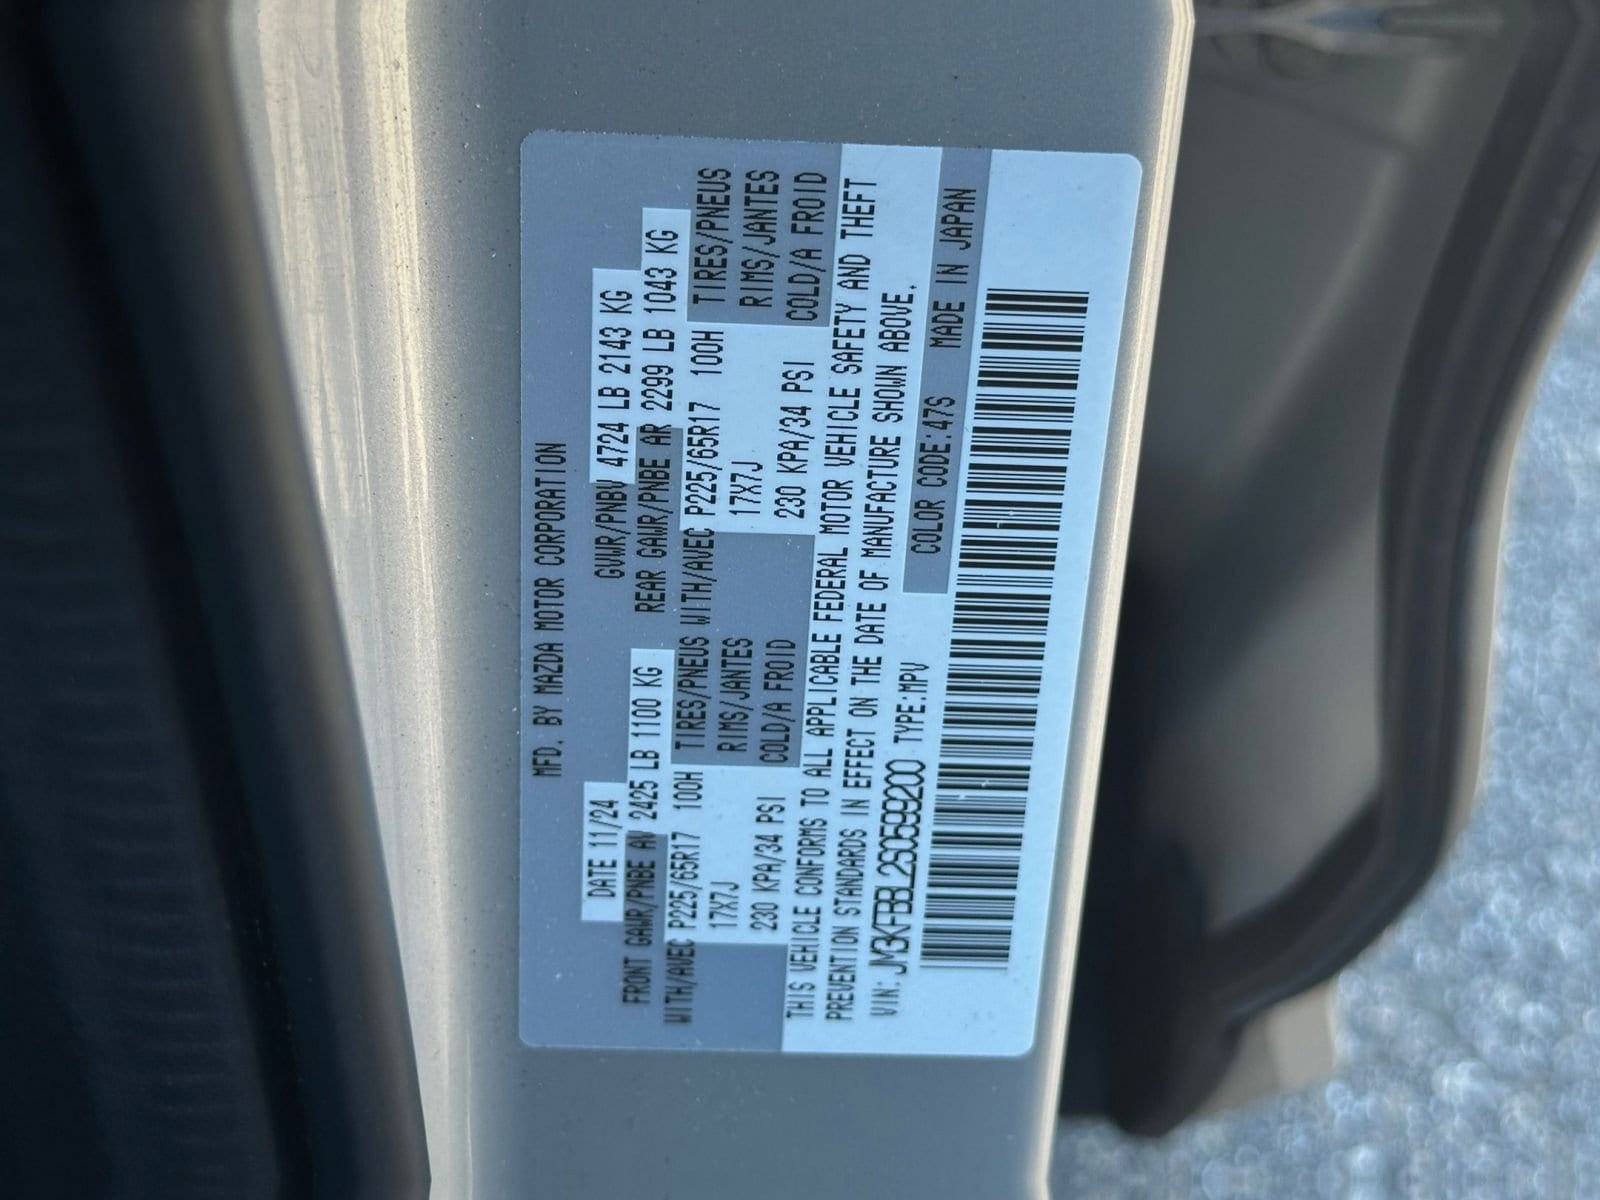 MFD. BY MAZDA MOTOR CORPORATION
DATE 11/24 GVWR/PNBV 4724 LB 2143 KG
FRONT GAWR/PNBE AV 2425 LB 1100 KG REAR GAWR/PNBE AR 2299 LB 1043 KG
WITH/AVEC P225/65R17 100H TIRES/PNEUS WITH/AVEC P225/65R17 100H TIRES/PNEUS
17X7J RIMS/JANTES 17X7J RIMS/JANTES
230 KPA/34 PSI COLD/A FROID 230 KPA/34 PSI COLD/A FROID
THIS VEHICLE CONFORMS TO ALL APPLICABLE FEDERAL MOTOR VEHICLE SAFETY AND THEFT
PREVENTION STANDARDS IN EFFECT ON THE DATE OF MANUFACTURE SHOWN ABOVE.
VIN: JM3KFBBL2S0599200 TYPE:MPV COLOR CODE:47S MADE IN JAPAN